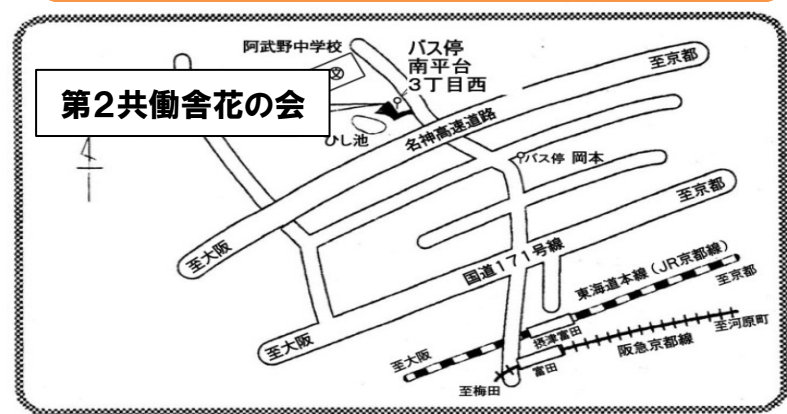 阿武野中学校
文
バス停
南平台
3丁目西
至京都
第2共働舎花の会
ひし池
名神高速道路
バス停 岡本
至京都
至大阪
国道171号線
東海道本線(JR京都線)
至京都
摂津富田
至河原町
阪急京都線
至大阪
至大阪
富田
至梅田